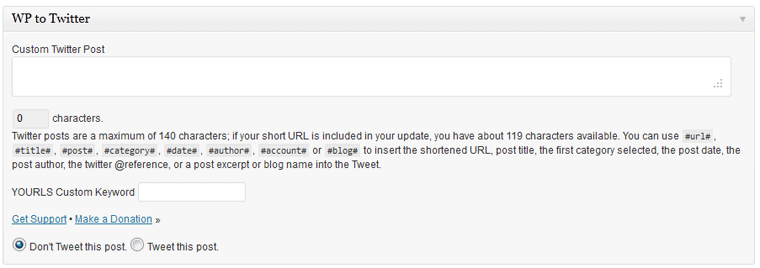 WP to Twitter
Custom Twitter Post
0 characters.
Twitter posts are a maximum of 140 characters; if your short URL is included in your update, you have about 119 characters available. You can use #url# ,
#title# , #post# , #category# , #date# , #author# , #account# or #blog# to insert the shortened URL, post title, the first category selected, the post date, the
post author, the twitter @reference, or a post excerpt or blog name into the Tweet.
YOURLS Custom Keyword
Get Support • Make a Donation »
Don't Tweet this post. Tweet this post.